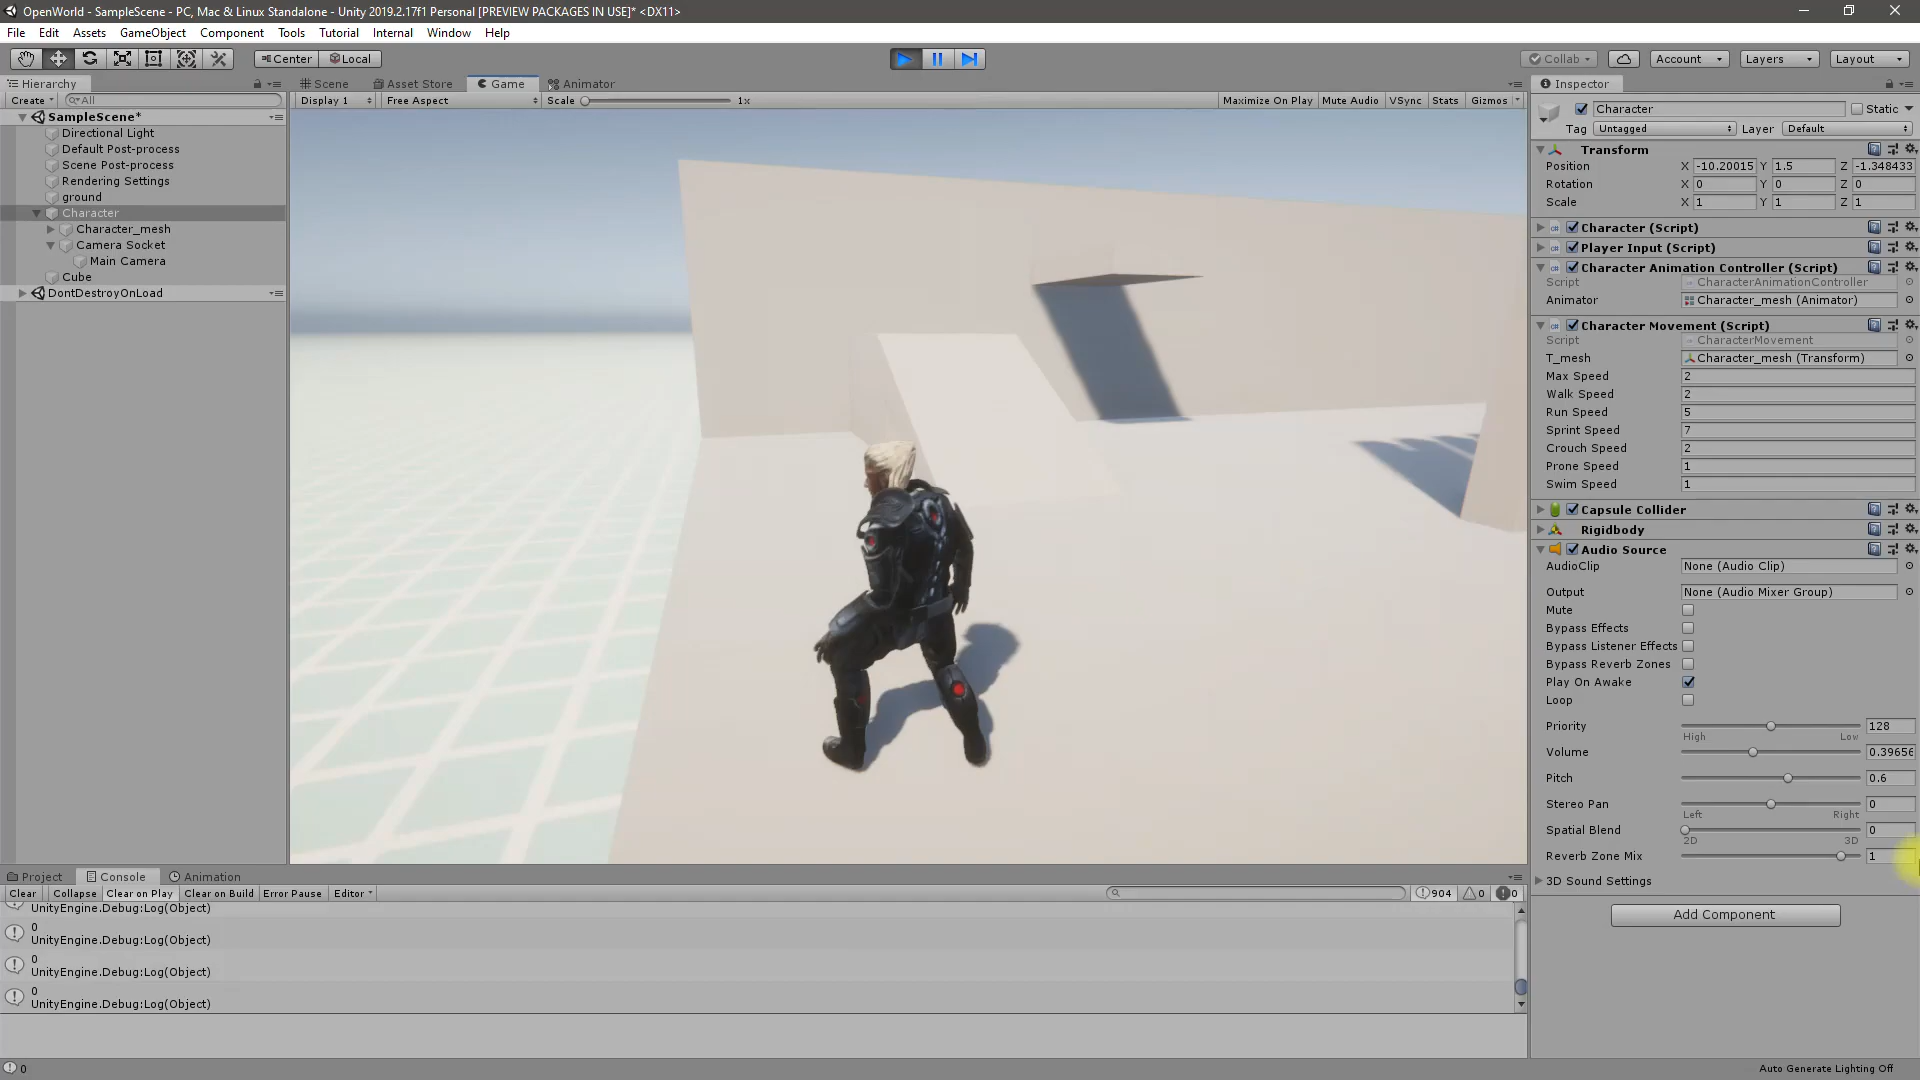 OpenWorld - SampleScene - PC, Mac & Linux Standalone - Unity 2019.2.17f1 Personal [PREVIEW PACKAGES IN USE]* <DX11>
File Edit Assets GameObject Component Tools Tutorial Internal Window Help
Center Local Collab Account Layers Layout
Hierarchy Scene Asset Store Game Animator Inspector
Create All Display 1 Free Aspect Scale 1x Maximize On Play Mute Audio VSync Stats Gizmos
SampleScene*
Directional Light
Default Post-process
Scene Post-process
Rendering Settings
ground
Character
Character_mesh
Camera Socket
Main Camera
Cube
DontDestroyOnLoad
Character Static
Tag Untagged Layer Default
Transform
Position X -10.20015 Y 1.5 Z -1.348433
Rotation X 0 Y 0 Z 0
Scale X 1 Y 1 Z 1
Character (Script)
Player Input (Script)
Character Animation Controller (Script)
Script CharacterAnimationController
Animator Character_mesh (Animator)
Character Movement (Script)
Script CharacterMovement
T_mesh Character_mesh (Transform)
Max Speed 2
Walk Speed 2
Run Speed 5
Sprint Speed 7
Crouch Speed 2
Prone Speed 1
Swim Speed 1
Capsule Collider
Rigidbody
Audio Source
AudioClip None (Audio Clip)
Output None (Audio Mixer Group)
Mute
Bypass Effects
Bypass Listener Effects
Bypass Reverb Zones
Play On Awake
Loop
Priority 128
High Low
Volume 0.39656
Pitch 0.6
Stereo Pan 0
Left Right
Spatial Blend 0
2D 3D
Reverb Zone Mix 1
3D Sound Settings
Add Component
Project Console Animation
Clear Collapse Clear on Play Clear on Build Error Pause Editor 904 0 0
UnityEngine.Debug:Log(Object)
0
UnityEngine.Debug:Log(Object)
0
UnityEngine.Debug:Log(Object)
0
UnityEngine.Debug:Log(Object)
0 Auto Generate Lighting Off